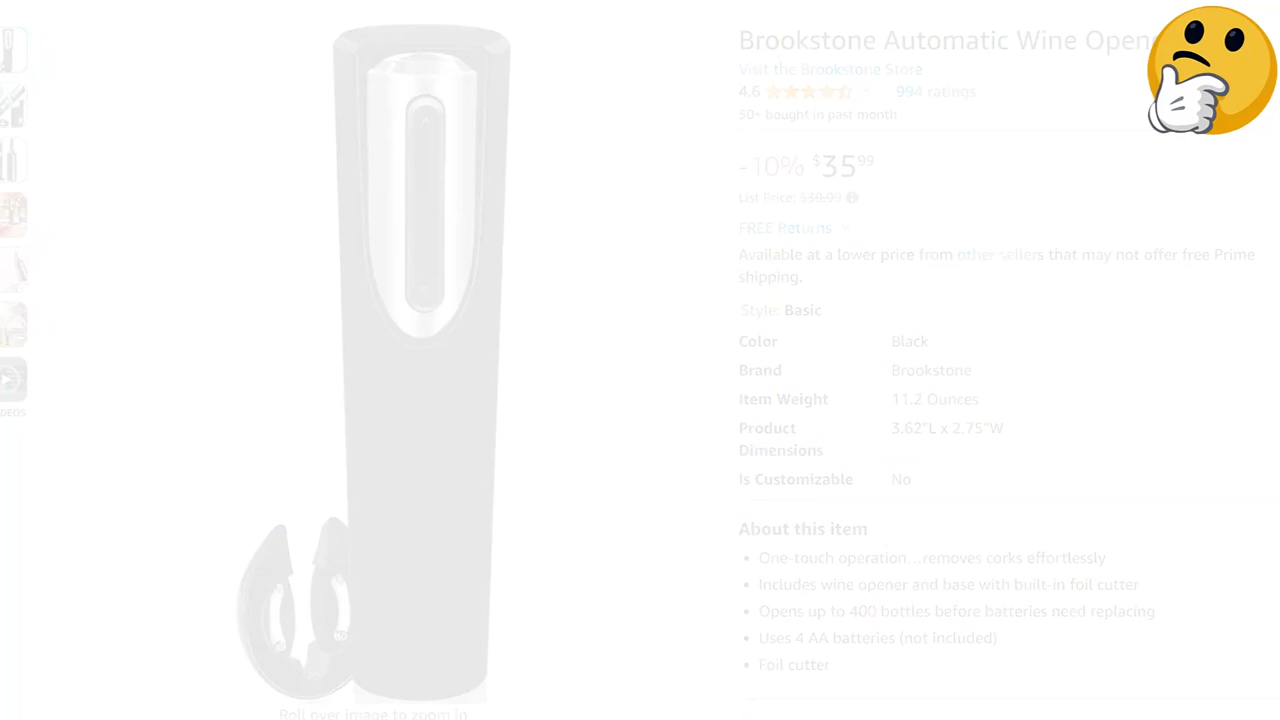 Brookstone Automatic Wine
Visit the Brookstone Store
4.6 994 ratings
50+ bought in past month
-10% $35 99
List Price: $39.99
FREE Returns
Available at a lower price from other sellers that may not offer free Prime
shipping.
Style: Basic
Color Black
Brand Brookstone
Item Weight 11.2 Ounces
Product 3.62"L x 2.75"W
Dimensions
Is Customizable No
About this item
• One-touch operation...removes corks effortlessly
• Includes wine opener and base with built-in foil cutter
• Opens up to 400 bottles before batteries need replacing
• Uses 4 AA batteries (not included)
• Foil cutter
DEOS
Roll over image to zoom in